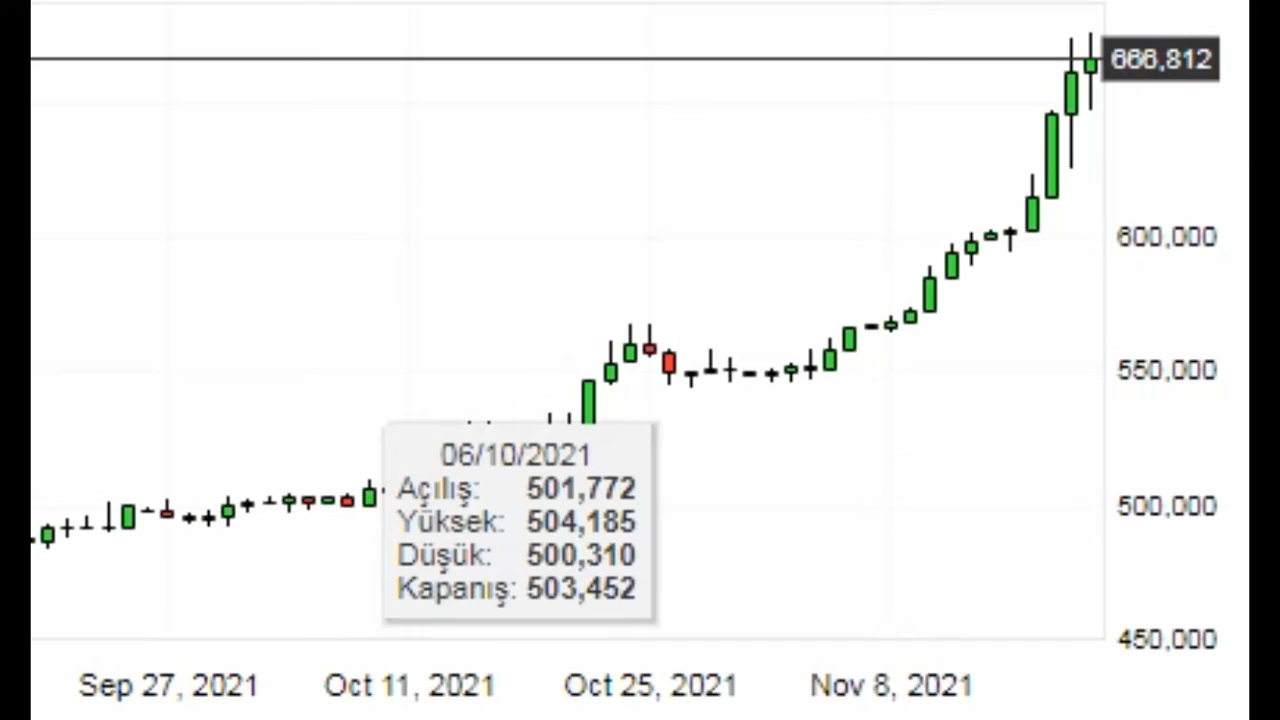 666,812
600,000
550,000
06/10/2021
Açılış: 501,772
500,000
Yüksek: 504,185
Düşük: 500,310
Kapanış: 503,452
450,000
Sep 27, 2021 Oct 11, 2021 Oct 25, 2021 Nov 8, 2021